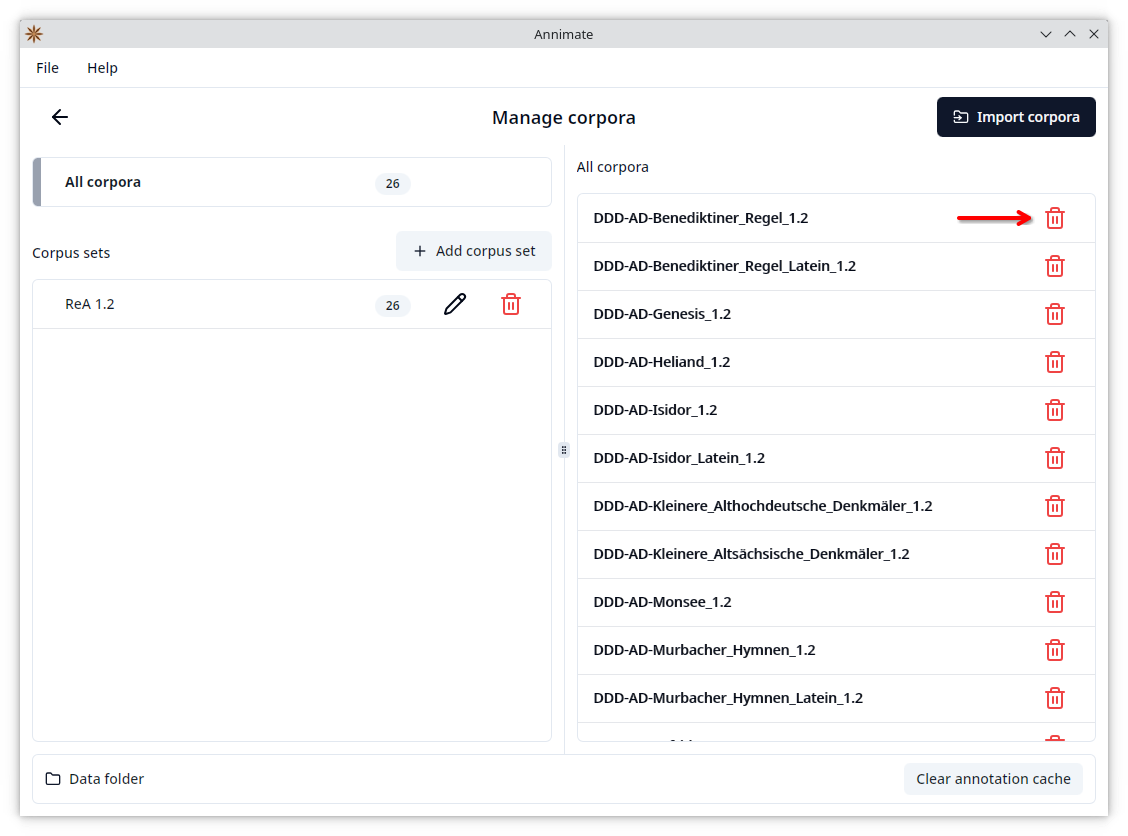 Annimate
File Help
Manage corpora
Import corpora
All corpora 26
Corpus sets
Add corpus set
ReA 1.2 26
All corpora
DDD-AD-Benediktiner_Regel_1.2
DDD-AD-Benediktiner_Regel_Latein_1.2
DDD-AD-Genesis_1.2
DDD-AD-Heliand_1.2
DDD-AD-Isidor_1.2
DDD-AD-Isidor_Latein_1.2
DDD-AD-Kleinere_Althochdeutsche_Denkmäler_1.2
DDD-AD-Kleinere_Altsächsische_Denkmäler_1.2
DDD-AD-Monsee_1.2
DDD-AD-Murbacher_Hymnen_1.2
DDD-AD-Murbacher_Hymnen_Latein_1.2
Data folder
Clear annotation cache